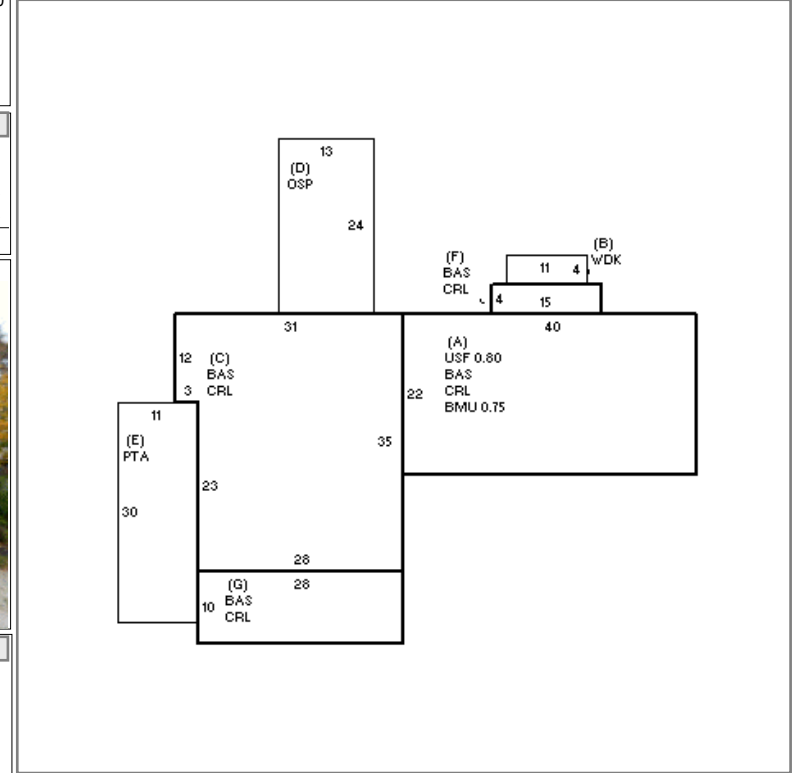 13
(D)
OSP
24
(B)
WDK
(F)
BAS
CRL
11
4
4
15
31
40
12
(C)
BAS
CRL
3
(A)
USF 0.80
BAS
CRL
BMU 0.75
22
11
(E)
PTA
35
23
30
28
28
(G)
BAS
CRL
10